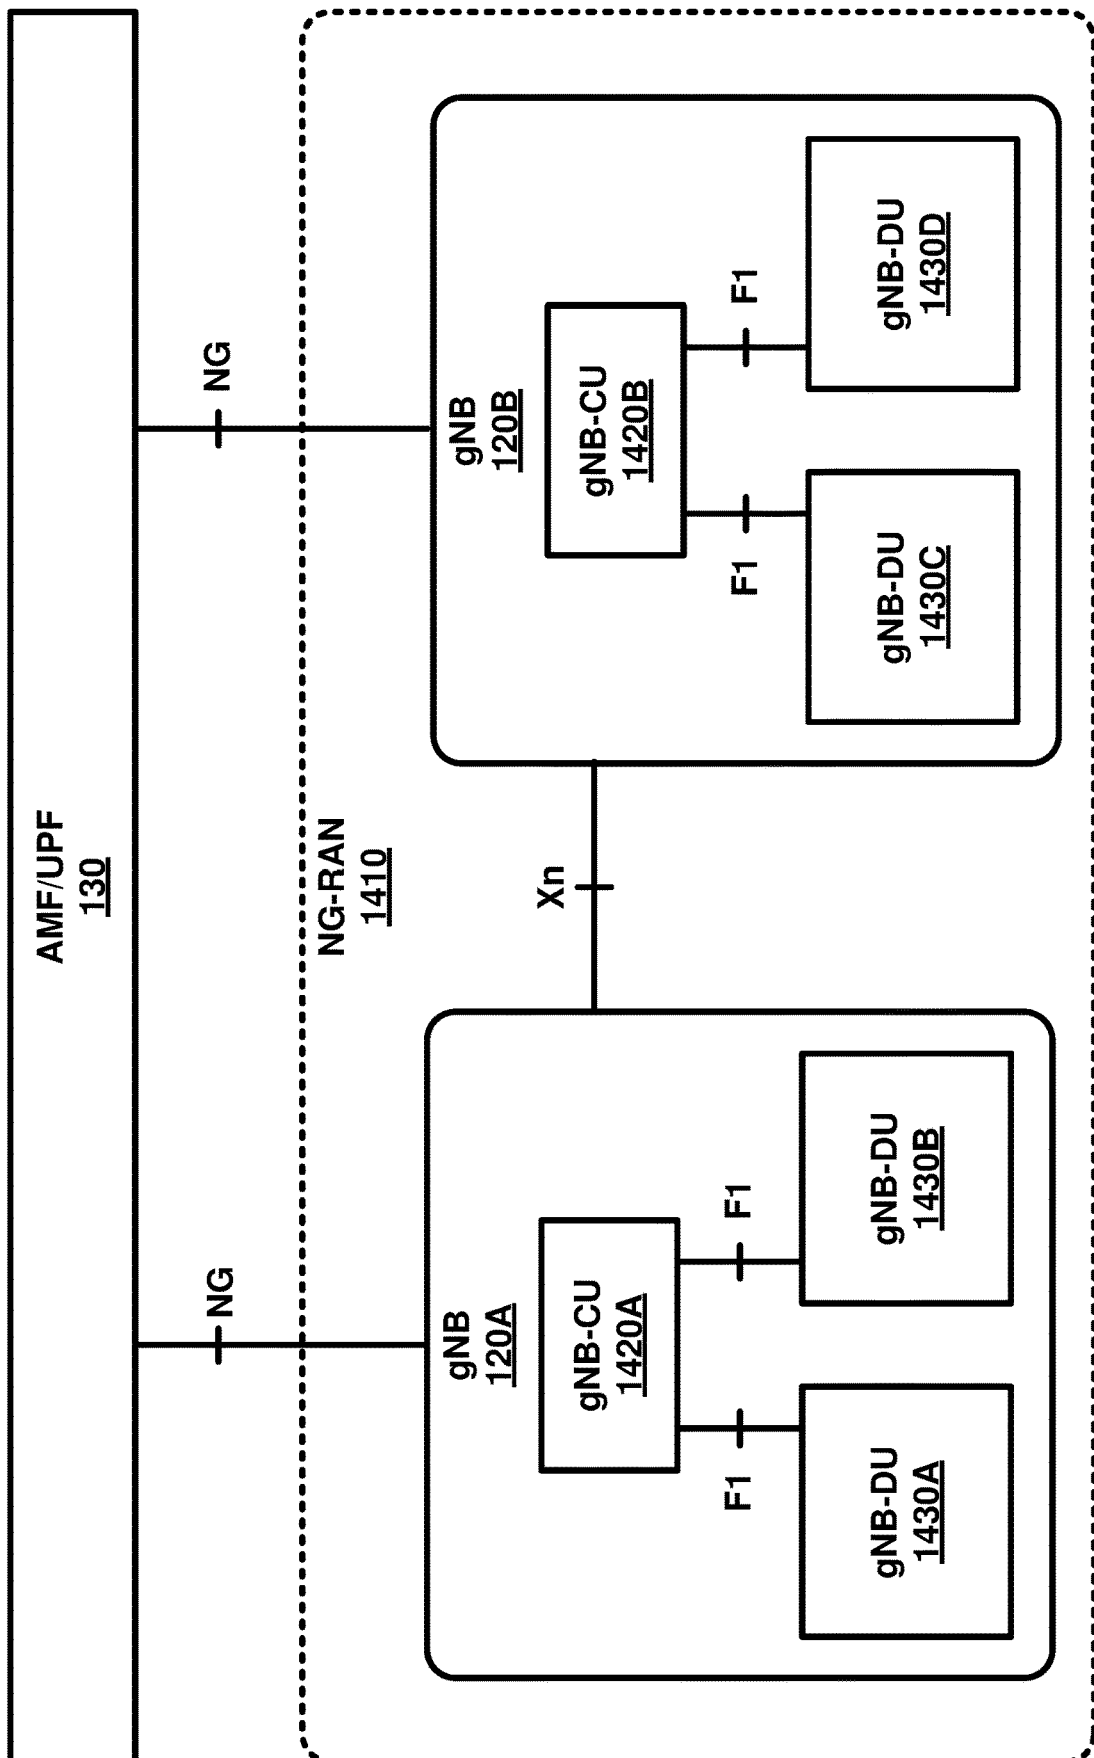 AMF/UPF
130
NG
NG
NG-RAN
1410
gNB
120A
gNB-CU
1420A
F1
F1
gNB-DU
1430A
gNB-DU
1430B
Xn
gNB
120B
gNB-CU
1420B
F1
F1
gNB-DU
1430C
gNB-DU
1430D